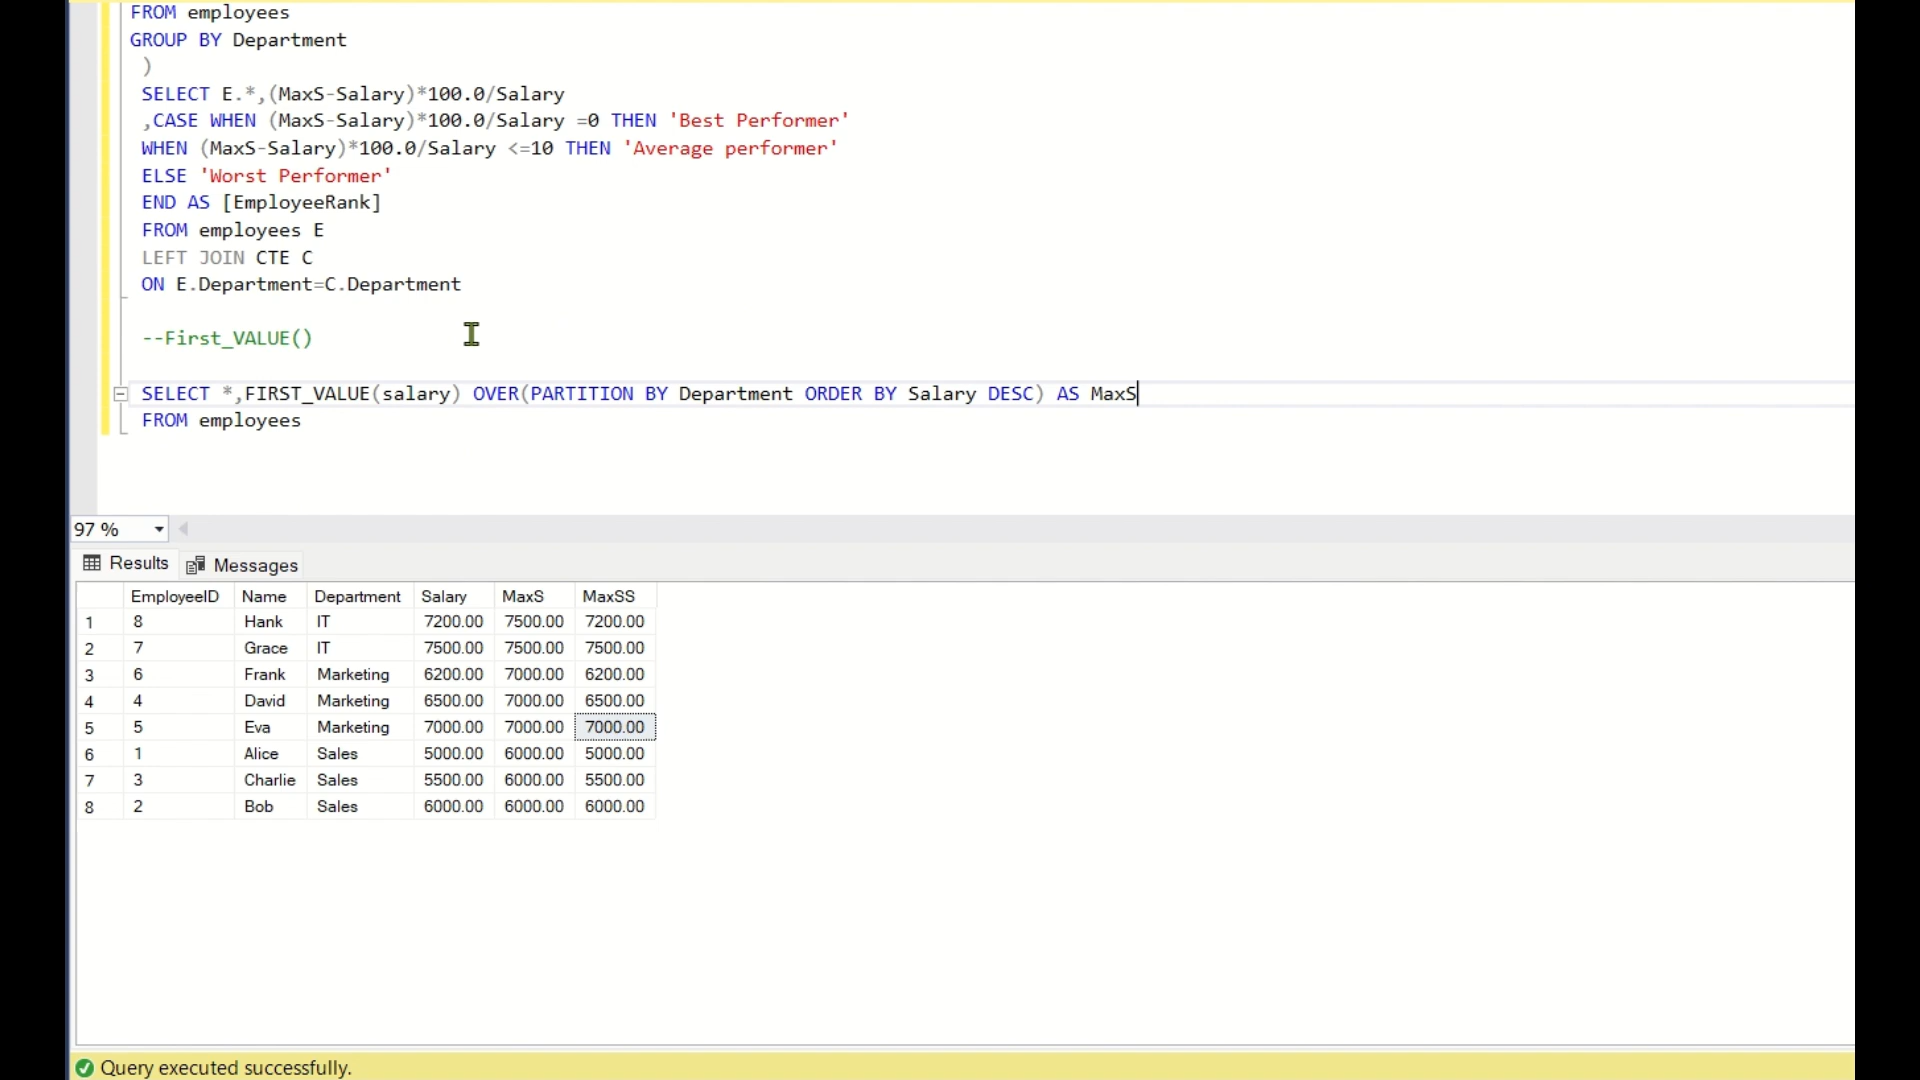 FROM employees
GROUP BY Department
)
SELECT E.*,(MaxS-Salary)*100.0/Salary
,CASE WHEN (MaxS-Salary)*100.0/Salary =0 THEN 'Best Performer'
WHEN (MaxS-Salary)*100.0/Salary <=10 THEN 'Average performer'
ELSE 'Worst Performer'
END AS [EmployeeRank]
FROM employees E
LEFT JOIN CTE C
ON E.Department=C.Department
--First_VALUE()
SELECT *,FIRST_VALUE(salary) OVER(PARTITION BY Department ORDER BY Salary DESC) AS MaxS
FROM employees
97 %
Results Messages
EmployeeID Name Department Salary MaxS MaxSS
1 8 Hank IT 7200.00 7500.00 7200.00
2 7 Grace IT 7500.00 7500.00 7500.00
3 6 Frank Marketing 6200.00 7000.00 6200.00
4 4 David Marketing 6500.00 7000.00 6500.00
5 5 Eva Marketing 7000.00 7000.00 7000.00
6 1 Alice Sales 5000.00 6000.00 5000.00
7 3 Charlie Sales 5500.00 6000.00 5500.00
8 2 Bob Sales 6000.00 6000.00 6000.00
Query executed successfully.